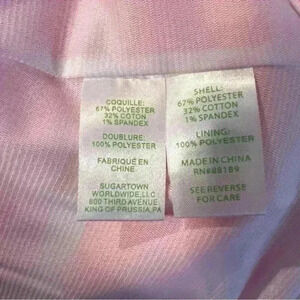 COQUILLE:
67% POLYESTER
32% COTTON
1% SPANDEX
DOUBLURE:
100% POLYESTER
FABRIQUÉ EN
CHINE
SUGARTOWN
WORLDWIDE, LLC
800 THIRD AVENUE
KING OF PRUSSIA, PA
SHELL:
67% POLYESTER
32% COTTON
1% SPANDEX
LINING:
100% POLYESTER
MADE IN CHINA
RN#88189
SEE REVERSE
FOR CARE